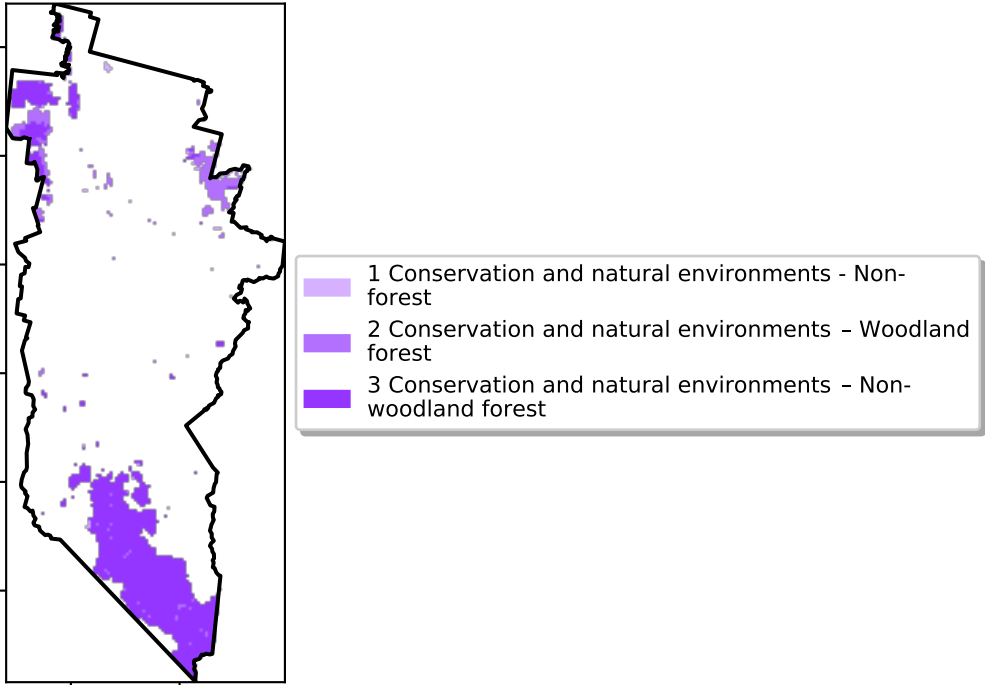 1 Conservation and natural environments - Non-
forest
2 Conservation and natural environments – Woodland
forest
3 Conservation and natural environments – Non-
woodland forest